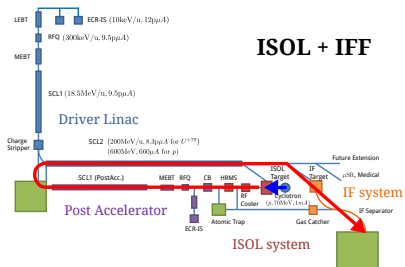 LEBT
ECR-IS (10keV/u, 12pμA)
RFQ (300keV/u, 9.5pμA)
MEBT
ISOL + IFF
SCL1 (18.5MeV/u, 9.5pμA)
Driver Linac
Charge
Stripper
SCL2 (200MeV/u, 8.3pμA for U+79)
(600MeV, 660μA for p)
Future Extension
ISOL
Target
IF
Target
μSR, Medical
SCL1 (PostAcc.)
MEBT
RFQ
CB
HRMS
RF
Cooler
Cyclotron
(p, 70MeV, 1mA)
IF system
Post Accelerator
ECR-IS
Atomic Trap
Gas Catcher
IF Separator
ISOL system